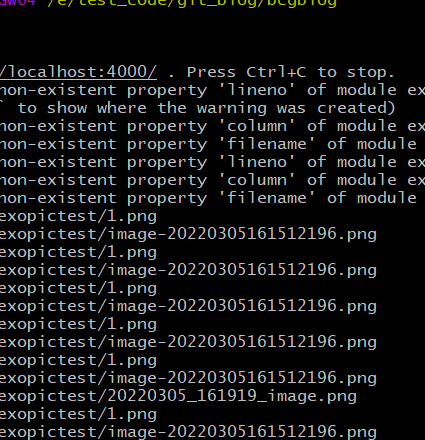 /e/test_code/git_blog/bcgblog
/localhost:4000/ . Press Ctrl+C to stop.
non-existent property 'lineno' of module ex
` to show where the warning was created)
non-existent property 'column' of module ex
non-existent property 'filename' of module
non-existent property 'lineno' of module ex
non-existent property 'column' of module ex
non-existent property 'filename' of module
exopictest/1.png
exopictest/image-20220305161512196.png
exopictest/1.png
exopictest/image-20220305161512196.png
exopictest/1.png
exopictest/image-20220305161512196.png
exopictest/1.png
exopictest/image-20220305161512196.png
exopictest/1.png
exopictest/image-20220305161512196.png
exopictest/20220305_161919_image.png
exopictest/1.png
exopictest/image-20220305161512196.png